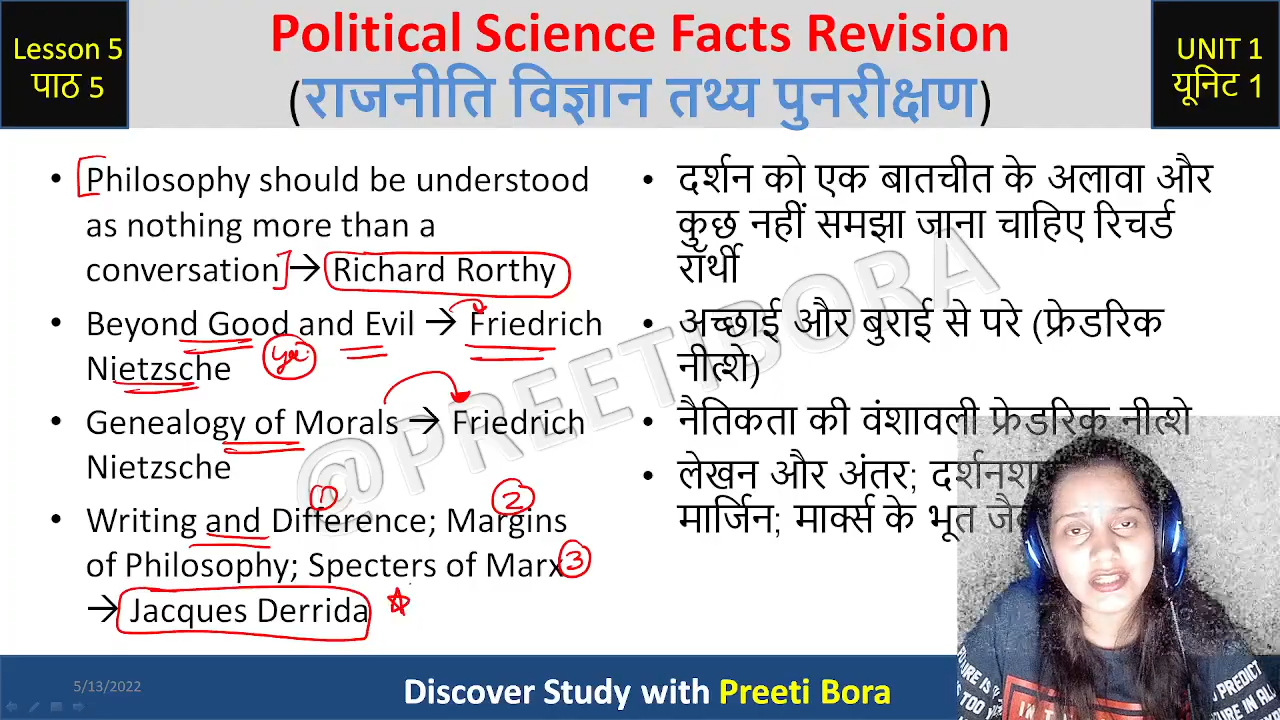 Lesson 5
पाठ 5
Political Science Facts Revision
(राजनीति विज्ञान तथ्य पुनरीक्षण)
UNIT 1
यूनिट 1
• Philosophy should be understood
as nothing more than a
conversation → Richard Rorthy
• Beyond Good and Evil → Friedrich
Nietzsche
• Genealogy of Morals → Friedrich
Nietzsche
• Writing and Difference; Margins
of Philosophy; Specters of Marx
→ Jacques Derrida
1
2
3
• दर्शन को एक बातचीत के अलावा और
कुछ नहीं समझा जाना चाहिए रिचर्ड
रॉर्थी
• अच्छाई और बुराई से परे (फ्रेडरिक
नीत्शे)
• नैतिकता की वंशावली फ्रेडरिक नीत्शे
• लेखन और अंतर;
मार्जिन; मार्क्स के भूत
@PREETIBORA
5/13/2022
Discover Study with Preeti Bora